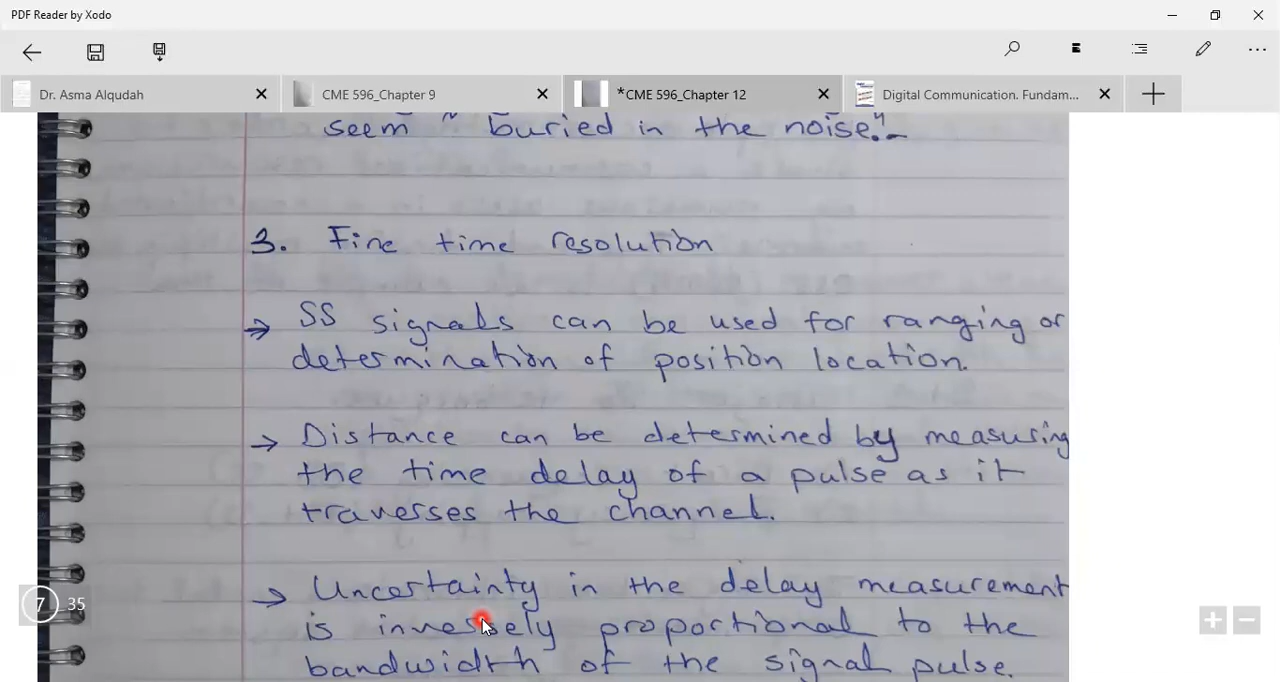 PDF Reader by Xodo
Dr. Asma Alqudah
CME 596_Chapter 9
*CME 596_Chapter 12
Digital Communication. Fundam...
seem "buried in the noise."
3. Fine time resolution
→ SS signals can be used for ranging or
determination of position location.
→ Distance can be determined by measuring
the time delay of a pulse as it
traverses the channel.
→ Uncertainty in the delay measurement
is inversely proportional to the
bandwidth of the signal pulse.
7 35